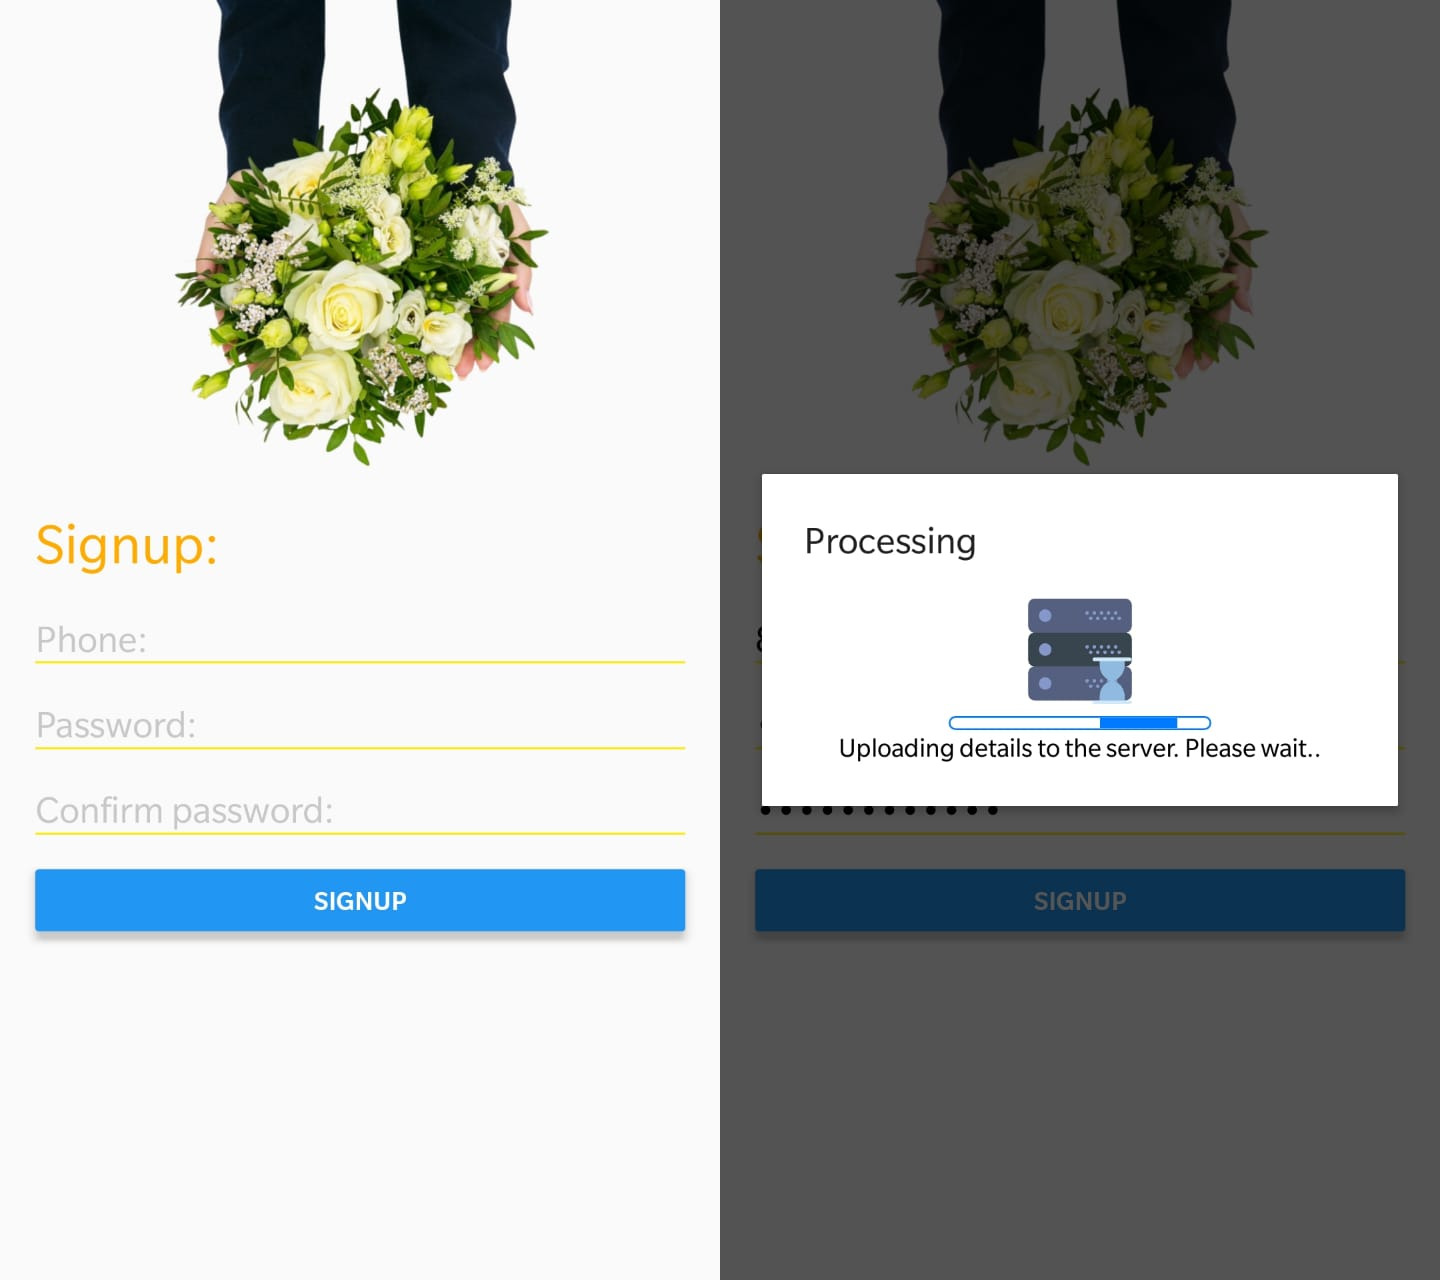 Signup:
Phone:
Password:
Confirm password:
SIGNUP
Processing
Uploading details to the server. Please wait..
SIGNUP